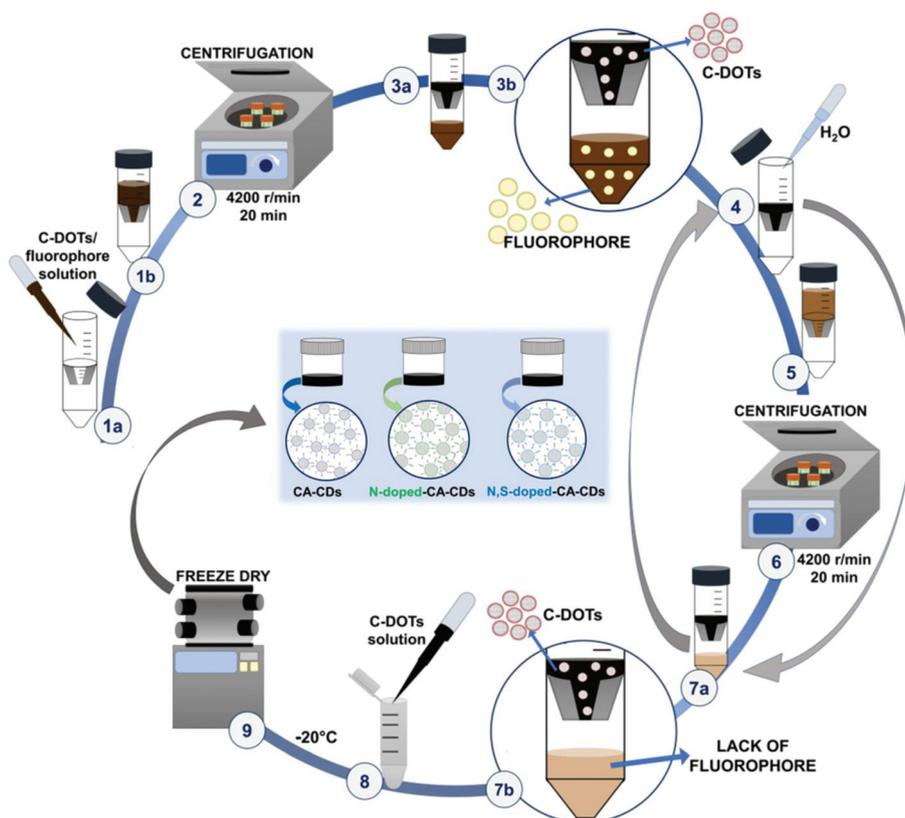 CENTRIFUGATION
3a
3b
C-DOTs
H₂O
2
4200 r/min
20 min
4
C-DOTs/
fluorophore
solution
1b
FLUOROPHORE
5
1a
CENTRIFUGATION
CA-CDs
N-doped-CA-CDs
N,S-doped-CA-CDs
6
4200 r/min
20 min
FREEZE DRY
C-DOTs
solution
C-DOTs
7a
9
-20°C
8
7b
LACK OF
FLUOROPHORE